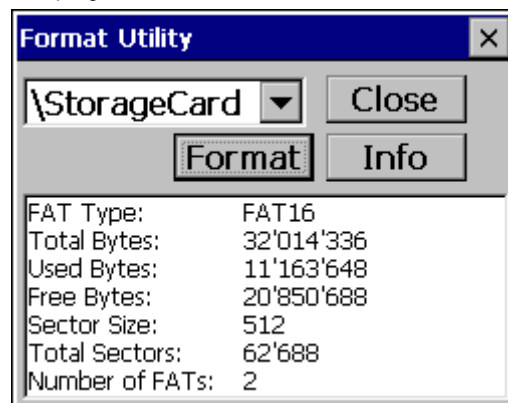 Format Utility
\StorageCard Close
Format Info
FAT Type: FAT16
Total Bytes: 32'014'336
Used Bytes: 11'163'648
Free Bytes: 20'850'688
Sector Size: 512
Total Sectors: 62'688
Number of FATs: 2